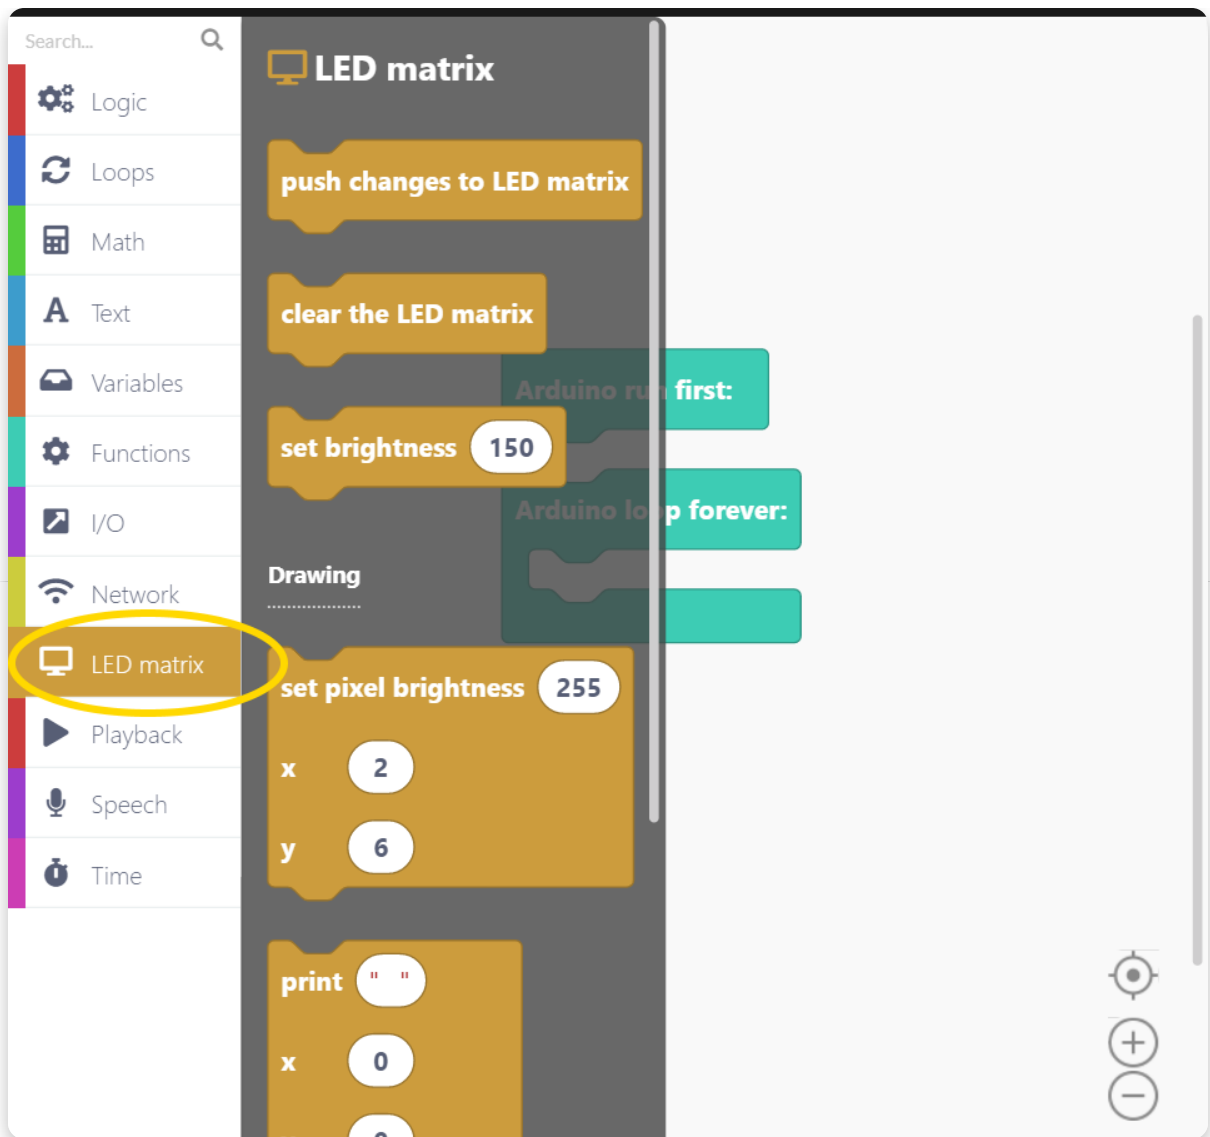 Search...
Logic
Loops
Math
Text
Variables
Functions
I/O
Network
LED matrix
Playback
Speech
Time
LED matrix
push changes to LED matrix
clear the LED matrix
set brightness 150
Drawing
set pixel brightness 255
x 2
y 6
print " "
x 0
Arduino run first:
Arduino loop forever: